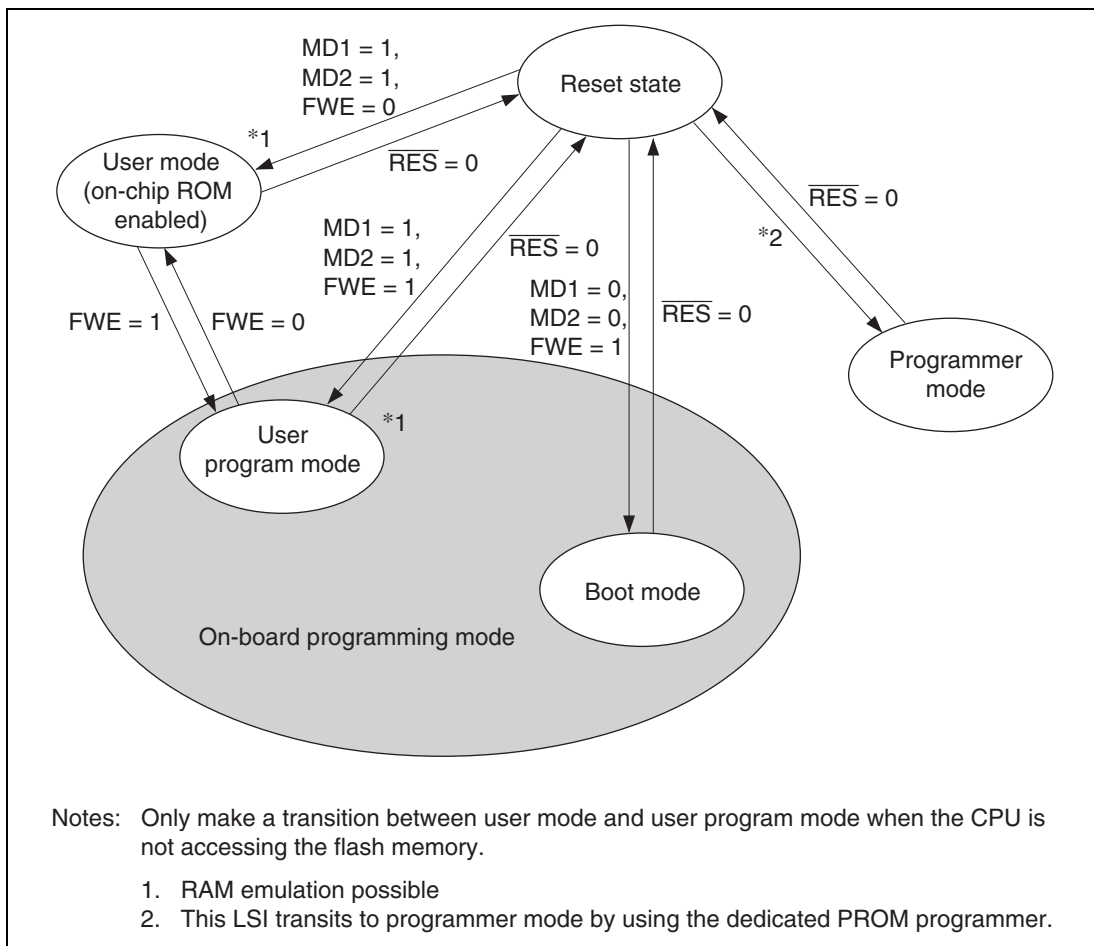 MD1 = 1,
MD2 = 1,
FWE = 0
Reset state
*1
User mode
(on-chip ROM
enabled)
RES = 0
MD1 = 1,
MD2 = 1,
FWE = 1
RES = 0
*2
RES = 0
MD1 = 0,
MD2 = 0,
FWE = 1
RES = 0
FWE = 1
FWE = 0
Programmer
mode
User
program mode
*1
Boot mode
On-board programming mode
Notes: Only make a transition between user mode and user program mode when the CPU is
not accessing the flash memory.
1. RAM emulation possible
2. This LSI transits to programmer mode by using the dedicated PROM programmer.